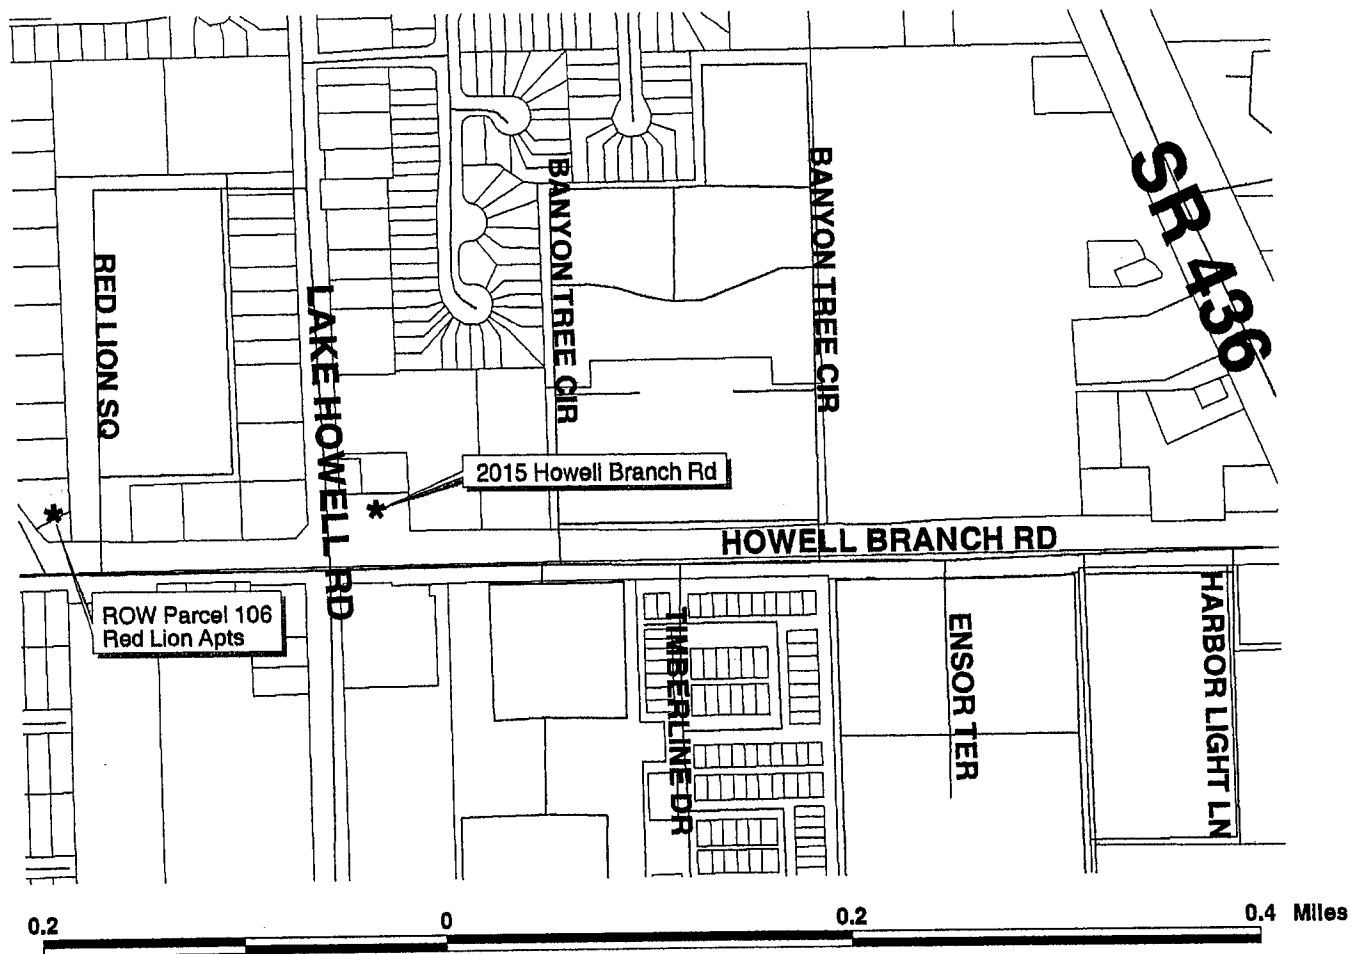 BANYON TREE CIR
BANYON TREE CIR
SR 436
RED LION SQ
LAKE HOWELL RD
2015 Howell Branch Rd
HOWELL BRANCH RD
ROW Parcel 106
Red Lion Apts
TIMBERLINE DR
ENSOR TER
HARBOR LIGHT LN
0.2 0 0.2 0.4 Miles